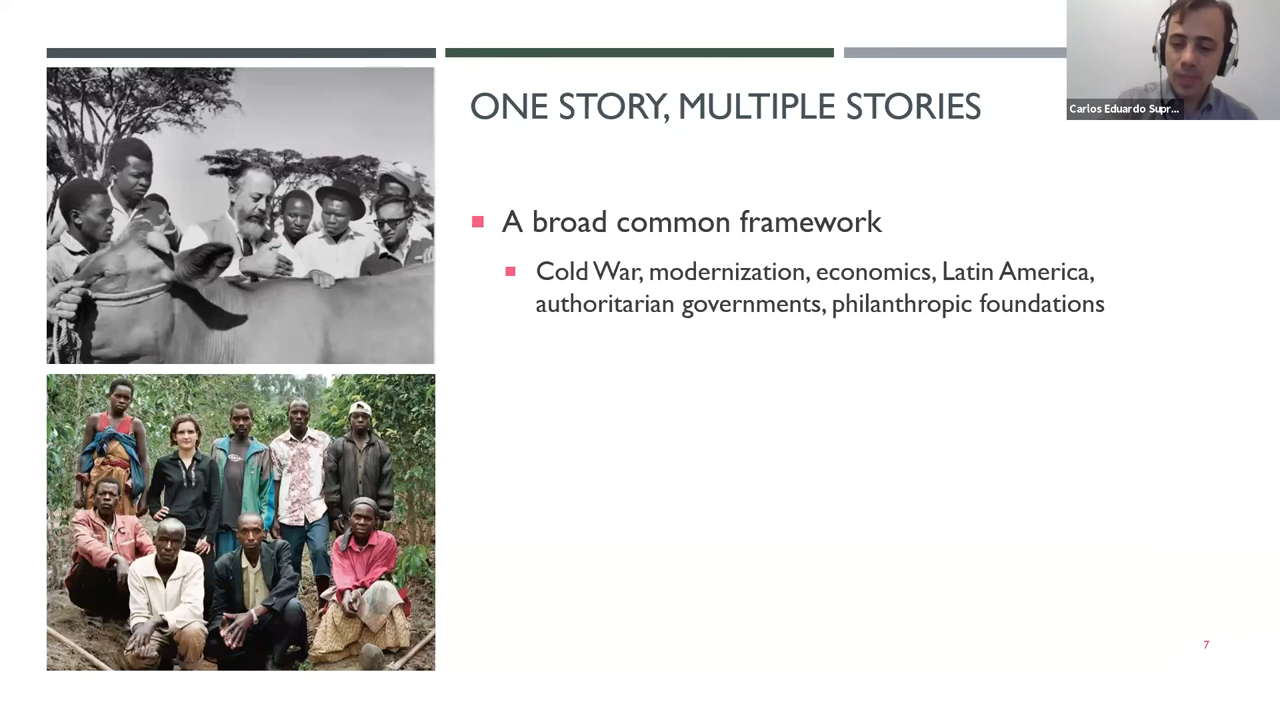 Carlos Eduardo Supr...
ONE STORY, MULTIPLE STORIES
A broad common framework
Cold War, modernization, economics, Latin America,
authoritarian governments, philanthropic foundations
7